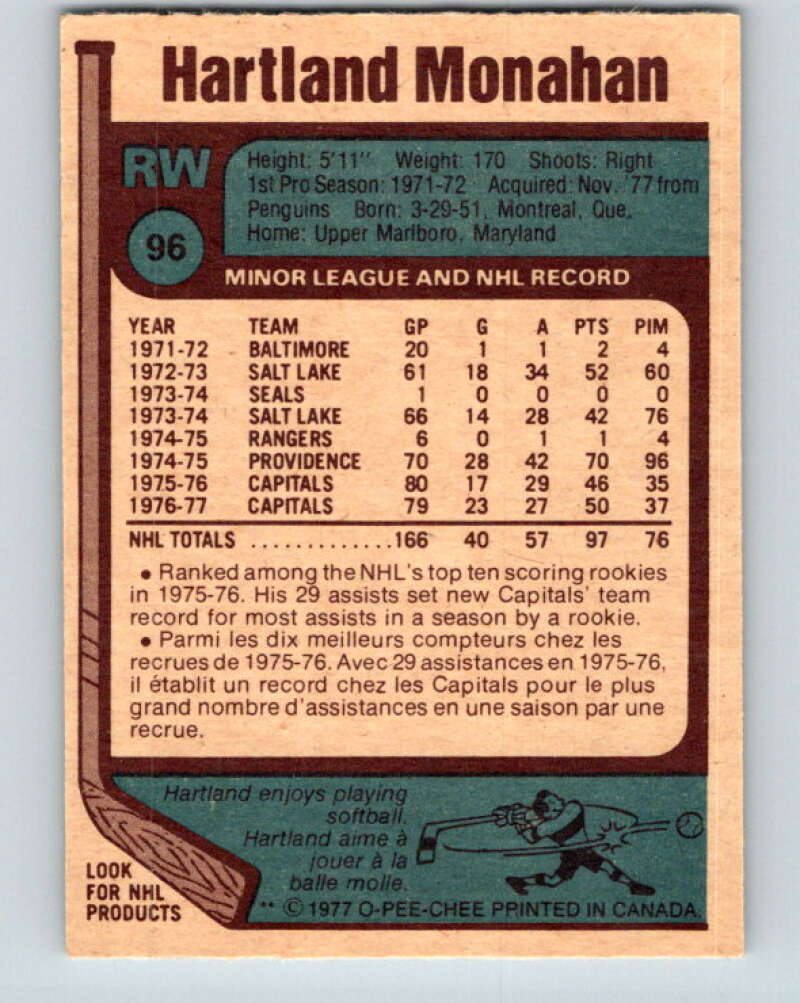 Hartland Monahan
RW
Height: 5'11" Weight: 170 Shoots: Right
1st Pro Season: 1971-72 Acquired: Nov. '77 from
Penguins Born: 3-29-51, Montreal, Que.
Home: Upper Marlboro, Maryland
96
MINOR LEAGUE AND NHL RECORD
YEAR TEAM GP G A PTS PIM
1971-72 BALTIMORE 20 1 1 2 4
1972-73 SALT LAKE 61 18 34 52 60
1973-74 SEALS 1 0 0 0 0
1973-74 SALT LAKE 66 14 28 42 76
1974-75 RANGERS 6 0 1 1 4
1974-75 PROVIDENCE 70 28 42 70 96
1975-76 CAPITALS 80 17 29 46 35
1976-77 CAPITALS 79 23 27 50 37
NHL TOTALS .............166 40 57 97 76
• Ranked among the NHL's top ten scoring rookies
in 1975-76. His 29 assists set new Capitals' team
record for most assists in a season by a rookie.
• Parmi les dix meilleurs compteurs chez les
recrues de 1975-76. Avec 29 assistances en 1975-76,
il établit un record chez les Capitals pour le plus
grand nombre d'assistances en une saison par une
recrue.
Hartland enjoys playing
softball.
Hartland aime à
jouer à la
balle molle.
LOOK
FOR NHL
PRODUCTS
** © 1977 O-PEE-CHEE PRINTED IN CANADA.